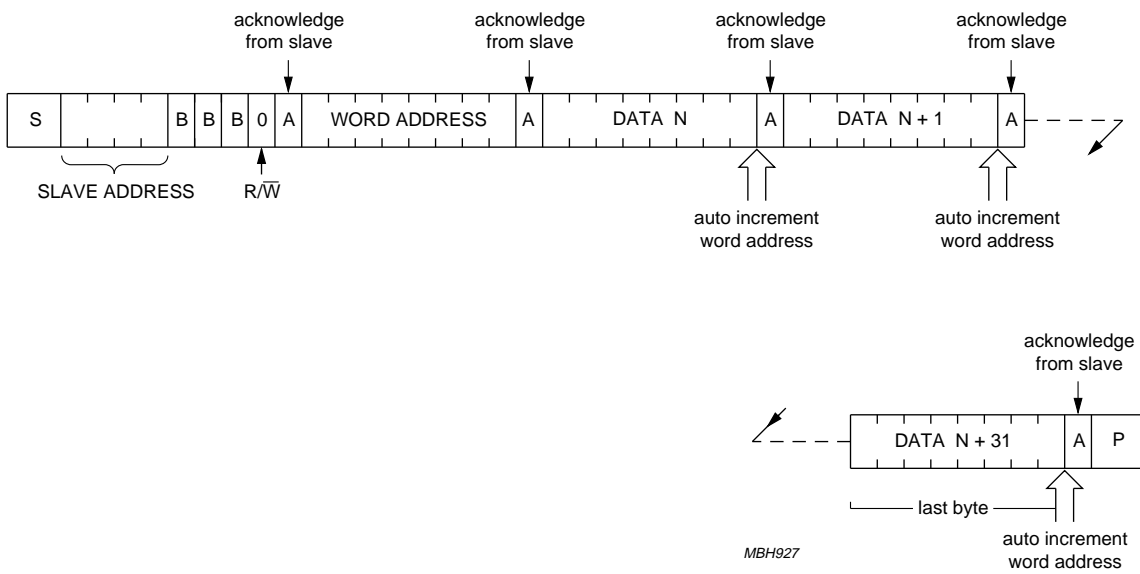 acknowledge
from slave
acknowledge
from slave
acknowledge
from slave
acknowledge
from slave
S B B B 0 A WORD ADDRESS A DATA N A DATA N + 1 A
SLAVE ADDRESS
R/W̅
auto increment
word address
auto increment
word address
acknowledge
from slave
DATA N + 31 A P
last byte
auto increment
word address
MBH927